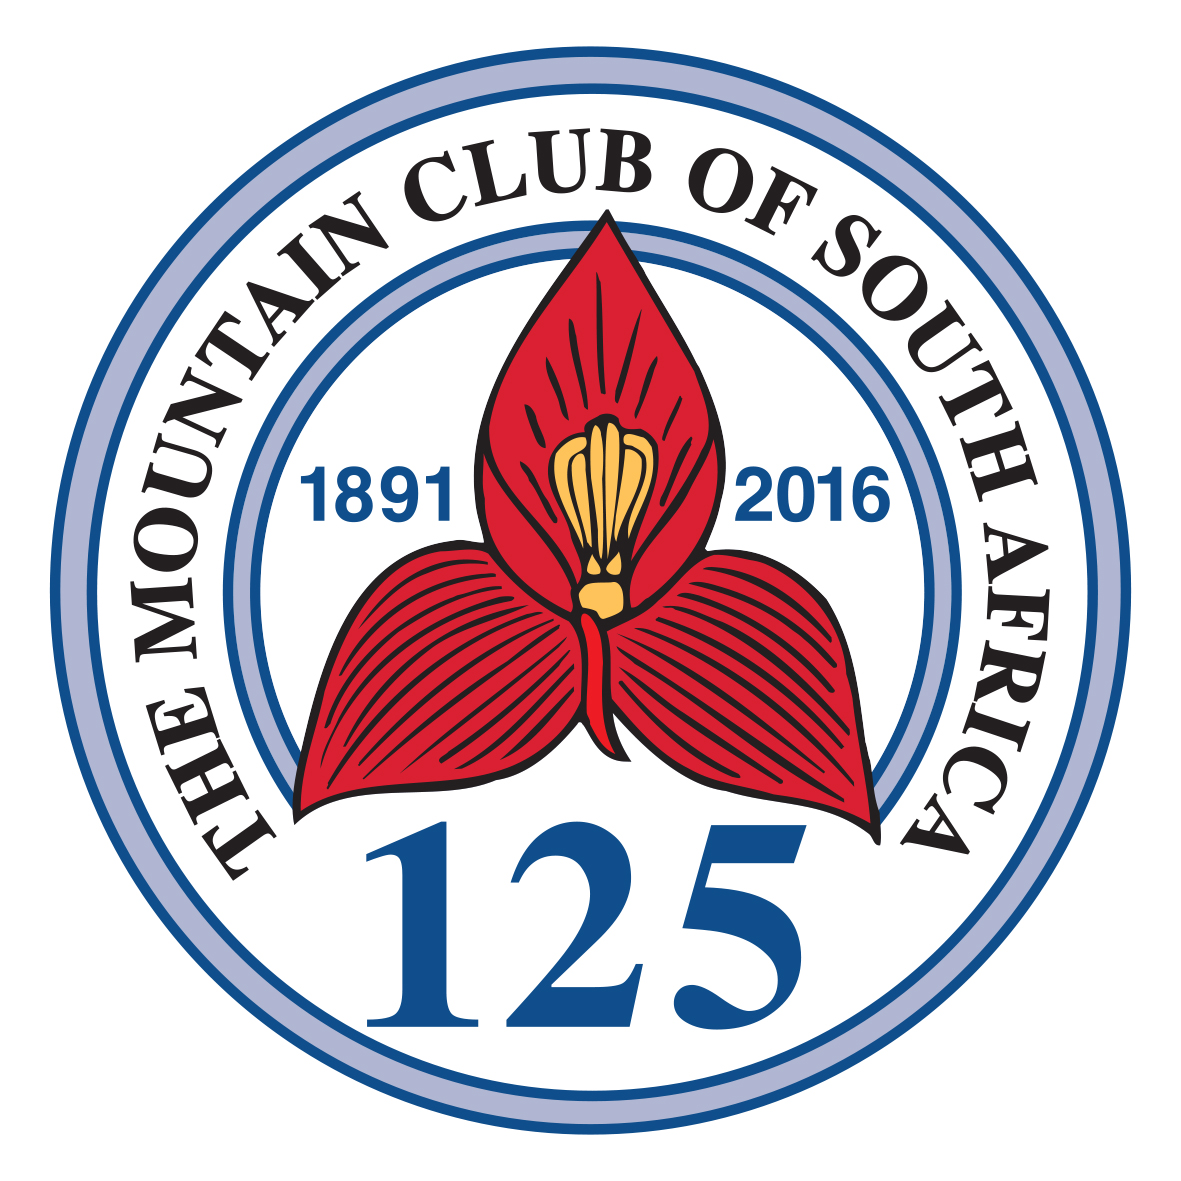 THE MOUNTAIN CLUB OF SOUTH AFRICA
1891 2016
125